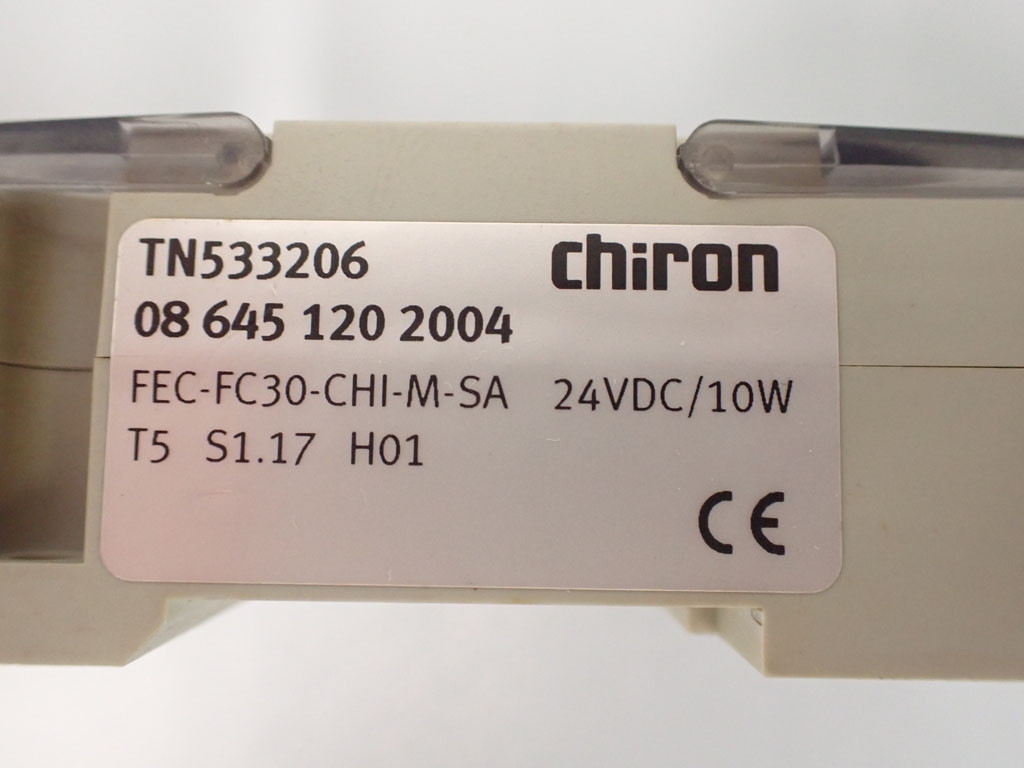 TN533206 chiron
08 645 120 2004
FEC-FC30-CHI-M-SA 24VDC/10W
T5 S1.17 H01
CE